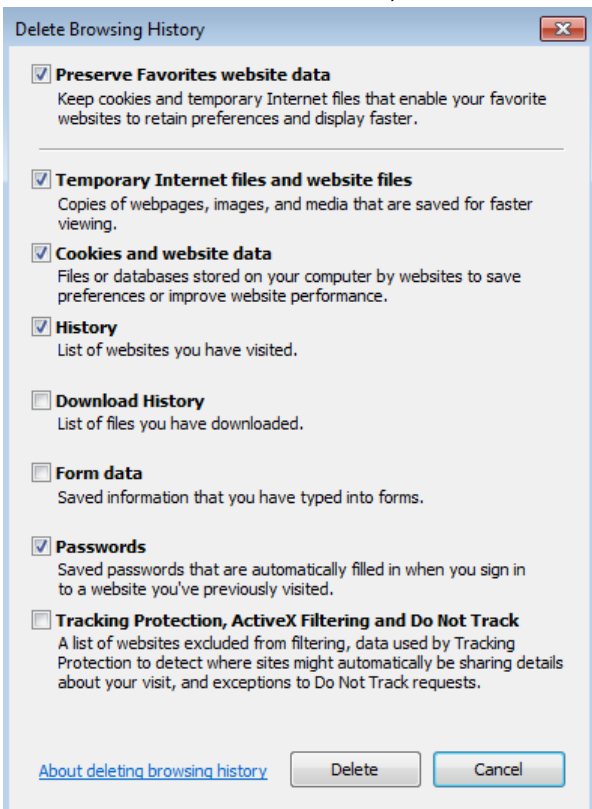 Delete Browsing History
Preserve Favorites website data
Keep cookies and temporary Internet files that enable your favorite
websites to retain preferences and display faster.
Temporary Internet files and website files
Copies of webpages, images, and media that are saved for faster
viewing.
Cookies and website data
Files or databases stored on your computer by websites to save
preferences or improve website performance.
History
List of websites you have visited.
Download History
List of files you have downloaded.
Form data
Saved information that you have typed into forms.
Passwords
Saved passwords that are automatically filled in when you sign in
to a website you've previously visited.
Tracking Protection, ActiveX Filtering and Do Not Track
A list of websites excluded from filtering, data used by Tracking
Protection to detect where sites might automatically be sharing details
about your visit, and exceptions to Do Not Track requests.
About deleting browsing history Delete Cancel